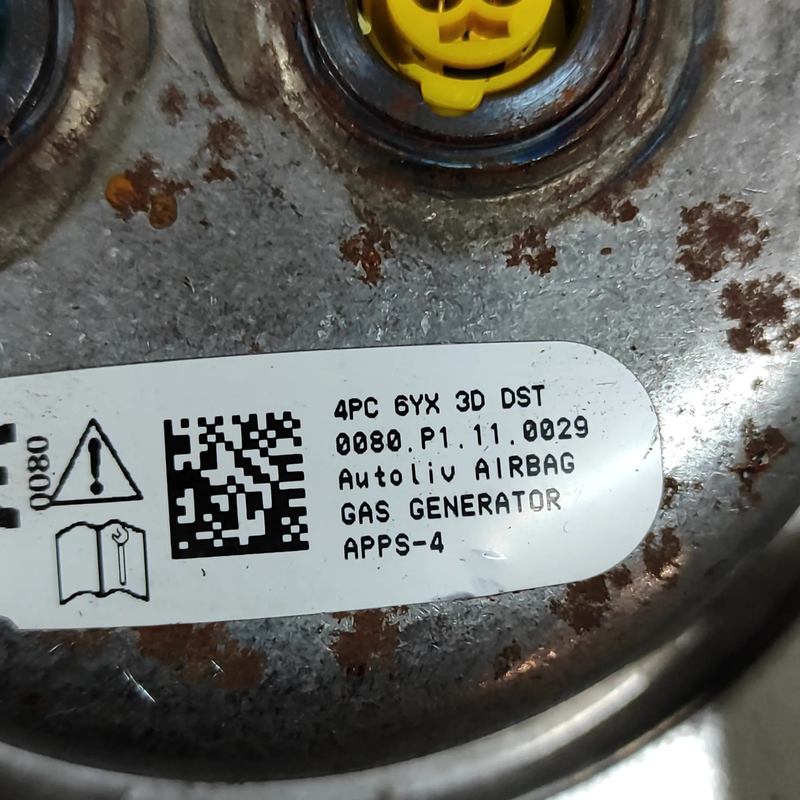 4PC 6YX 3D DST
0080.P1.11.0029
Autoliv AIRBAG
GAS GENERATOR
APPS-4
0080